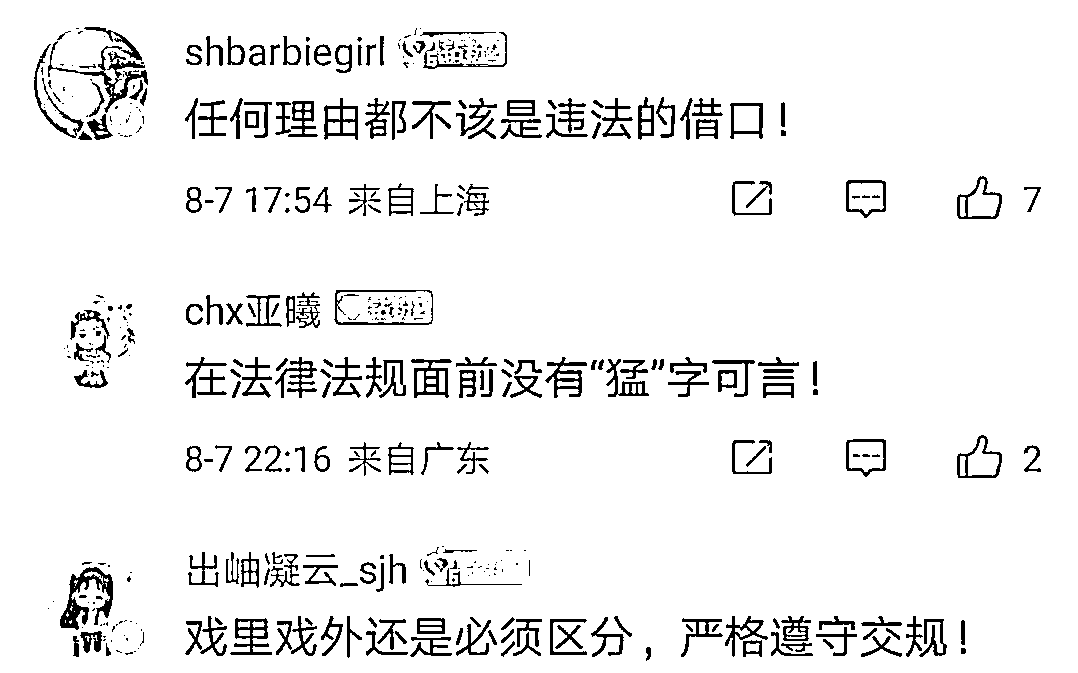 shbarbiegirl
任何理由都不该是违法的借口！
8-7 17:54 来自上海
7
chx亚曦
在法律法规面前没有“猛”字可言！
8-7 22:16 来自广东
2
出岫凝云_sjh
戏里戏外还是必须区分，严格遵守交规！